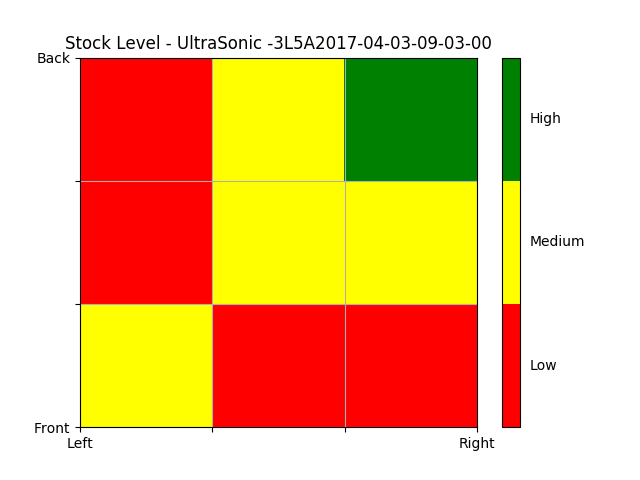 Stock Level - UltraSonic -3L5A2017-04-03-09-03-00
Back
High
Medium
Low
Front
Left
Right